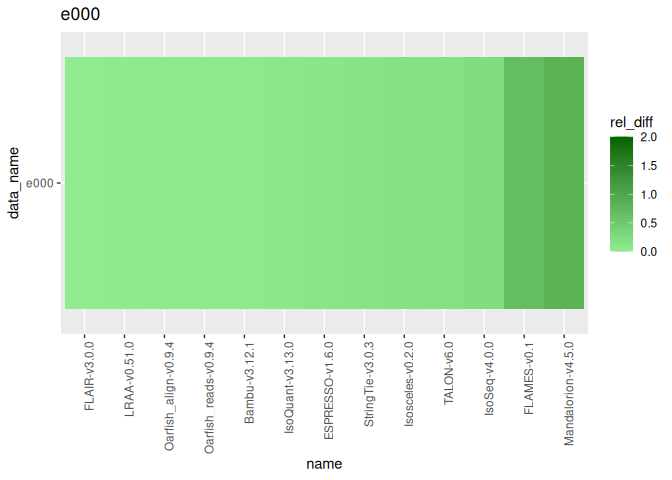 e000
data_name
e000
rel_diff
2.0
1.5
1.0
0.5
0.0
FLAIR-v3.0.0
LRAA-v0.51.0
Oarfish_align-v0.9.4
Oarfish_reads-v0.9.4
Bambu-v3.12.1
IsoQuant-v3.13.0
ESPRESSO-v1.6.0
StringTie-v3.0.3
Isosceles-v0.2.0
TALON-v6.0
IsoSeq-v4.0.0
FLAMES-v0.1
Mandalorion-v4.5.0
name